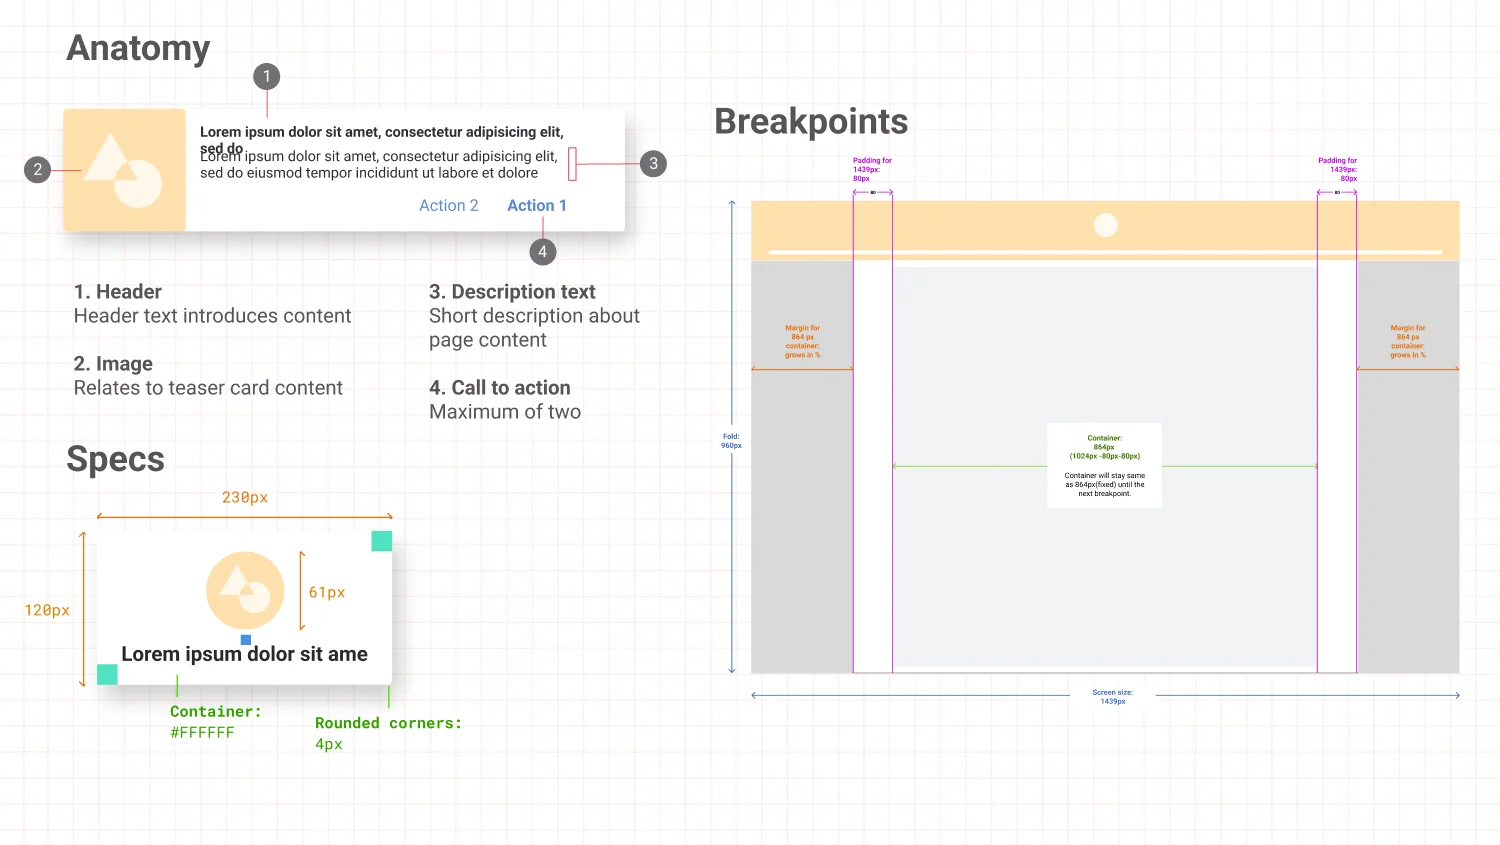 Anatomy
1
Lorem ipsum dolor sit amet, consectetur adipisicing elit,
sed do
Lorem ipsum dolor sit amet, consectetur adipisicing elit,
sed do eiusmod tempor incididunt ut labore et dolore
2
3
Action 2
Action 1
4
1. Header
Header text introduces content
2. Image
Relates to teaser card content
3. Description text
Short description about
page content
4. Call to action
Maximum of two
Specs
230px
120px
61px
Lorem ipsum dolor sit ame
Container:
#FFFFFF
Rounded corners:
4px
Breakpoints
Padding for
1439px:
80px
Padding for
1439px:
80px
80
80
Margin for
864 px
container:
grows in %
Margin for
864 px
container:
grows in %
Fold:
960px
Container:
864px
(1024px -80px-80px)
Container will stay same
as 864px(fixed) until the
next breakpoint.
Screen size:
1439px